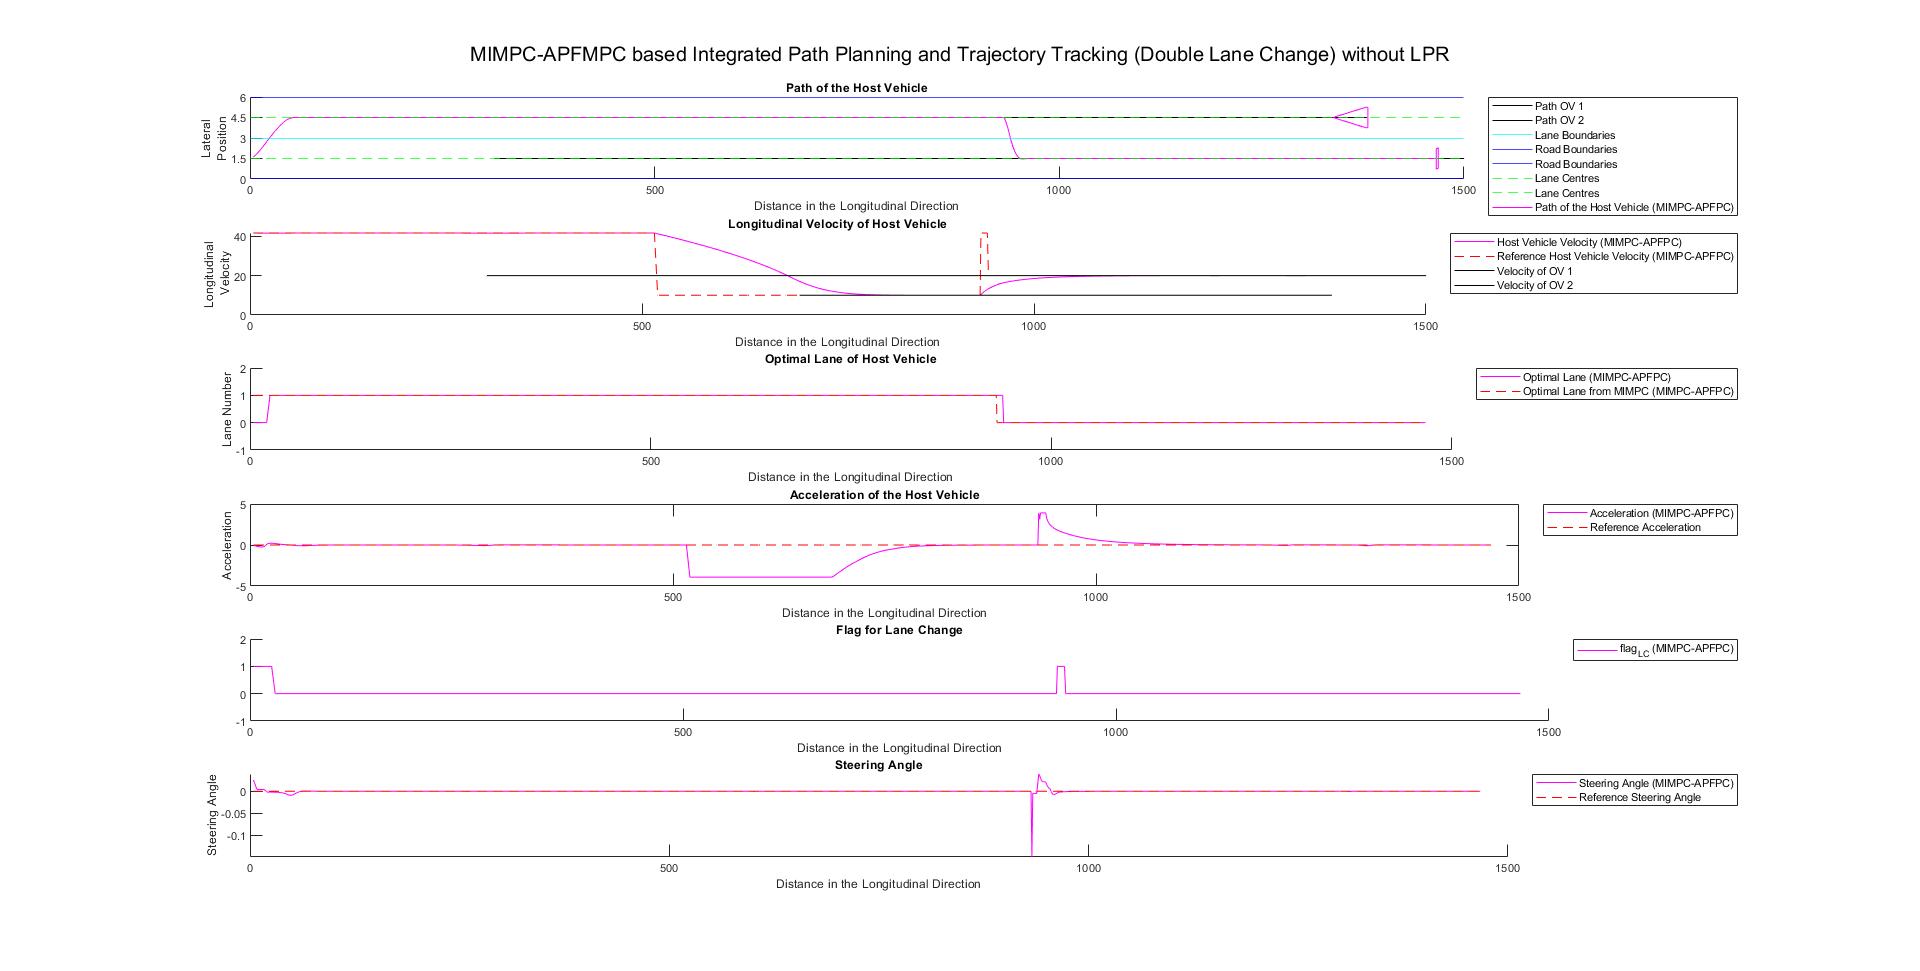 MIMPC-APFMPC based Integrated Path Planning and Trajectory Tracking (Double Lane Change) without LPR
Path of the Host Vehicle
Lateral
Position
6
4.5
3
1.5
0
0
500
1000
1500
Distance in the Longitudinal Direction
Path OV 1
Path OV 2
Lane Boundaries
Road Boundaries
Road Boundaries
Lane Centres
Lane Centres
Path of the Host Vehicle (MIMPC-APFPC)
Longitudinal Velocity of Host Vehicle
Longitudinal
Velocity
40
20
0
0
500
1000
1500
Distance in the Longitudinal Direction
Host Vehicle Velocity (MIMPC-APFPC)
Reference Host Vehicle Velocity (MIMPC-APFPC)
Velocity of OV 1
Velocity of OV 2
Optimal Lane of Host Vehicle
Lane Number
2
1
0
-1
0
500
1000
1500
Distance in the Longitudinal Direction
Optimal Lane (MIMPC-APFPC)
Optimal Lane from MIMPC (MIMPC-APFPC)
Acceleration of the Host Vehicle
Acceleration
5
0
-5
0
500
1000
1500
Distance in the Longitudinal Direction
Acceleration (MIMPC-APFPC)
Reference Acceleration
Flag for Lane Change
2
1
0
-1
0
500
1000
1500
Distance in the Longitudinal Direction
flag LC (MIMPC-APFPC)
Steering Angle
Steering Angle
0
-0.05
-0.1
0
500
1000
1500
Distance in the Longitudinal Direction
Steering Angle (MIMPC-APFPC)
Reference Steering Angle